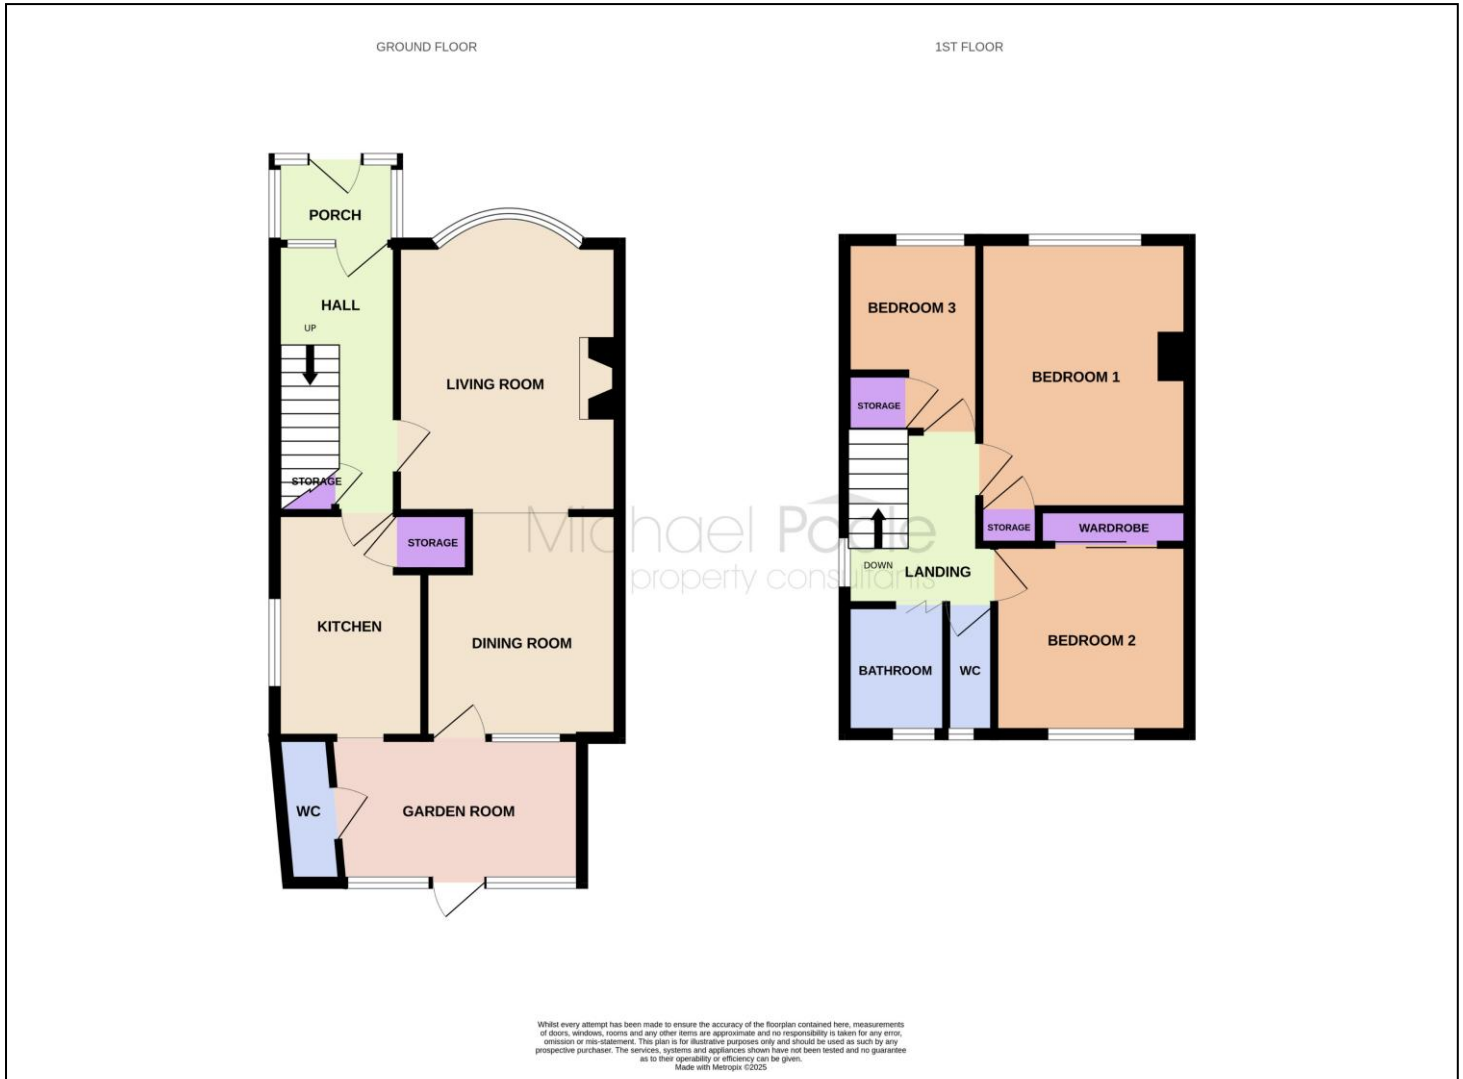 GROUND FLOOR
1ST FLOOR
PORCH
HALL
UP
LIVING ROOM
STORAGE
STORAGE
KITCHEN
DINING ROOM
WC
GARDEN ROOM
BEDROOM 3
BEDROOM 1
STORAGE
STORAGE
WARDROBE
DOWN
LANDING
BATHROOM
WC
BEDROOM 2
Michael Poole
property consultants
Whilst every attempt has been made to ensure the accuracy of the floorplan contained here, measurements
of doors, windows, rooms and any other items are approximate and no responsibility is taken for any error,
omission or mis-statement. This plan is for illustrative purposes only and should be used as such by any
prospective purchaser. The services, systems and appliances shown have not been tested and no guarantee
as to their operability or efficiency can be given.
Made with Metropix ©2025